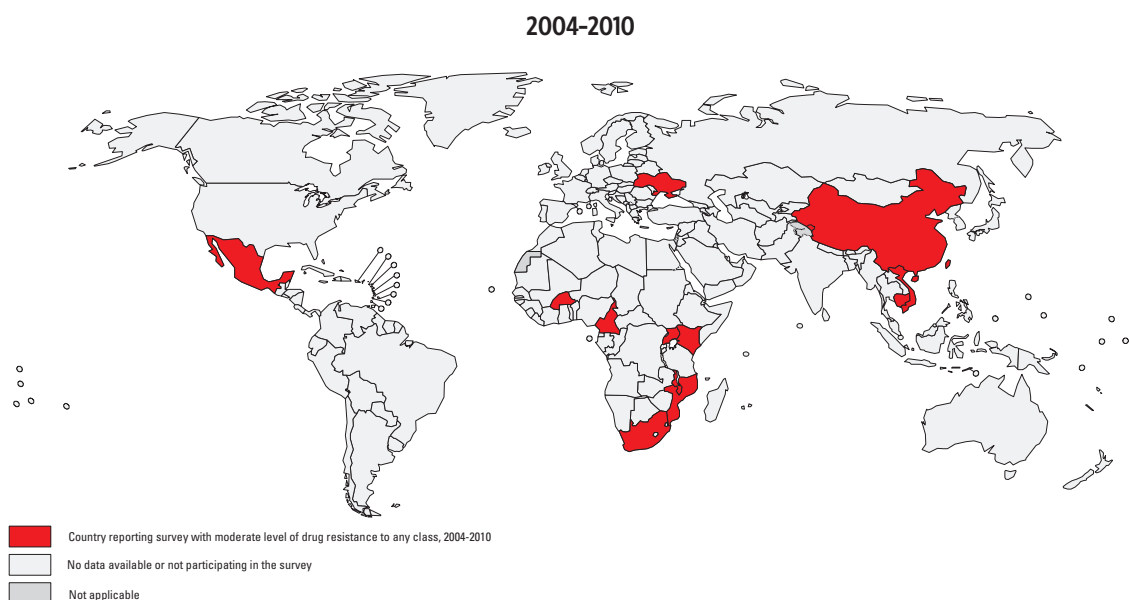 2004-2010
Country reporting survey with moderate level of drug resistance to any class, 2004-2010
No data available or not participating in the survey
Not applicable